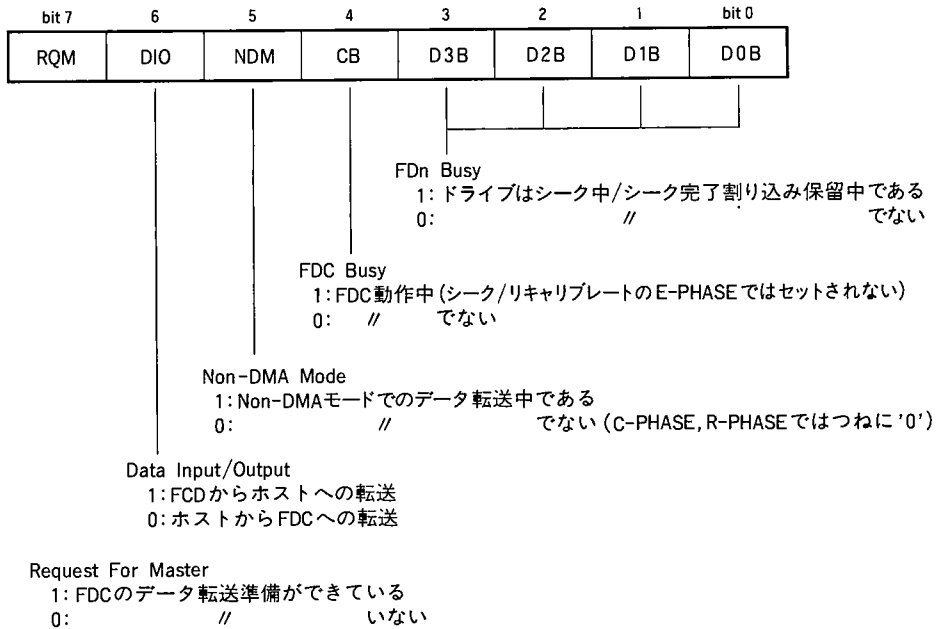 bit 7 6 5 4 3 2 1 bit 0
RQM DIO NDM CB D3B D2B D1B D0B
FDn Busy
1:ドライブはシーク中/シーク完了割り込み保留中である
0: 〃 でない
FDC Busy
1:FDC動作中(シーク/リキャリブレートのE-PHASEではセットされない)
0: 〃 でない
Non-DMA Mode
1:Non-DMAモードでのデータ転送中である
0: 〃 でない(C-PHASE,R-PHASEではつねに'0')
Data Input/Output
1:FCDからホストへの転送
0:ホストからFDCへの転送
Request For Master
1:FDCのデータ転送準備ができている
0: 〃 いない